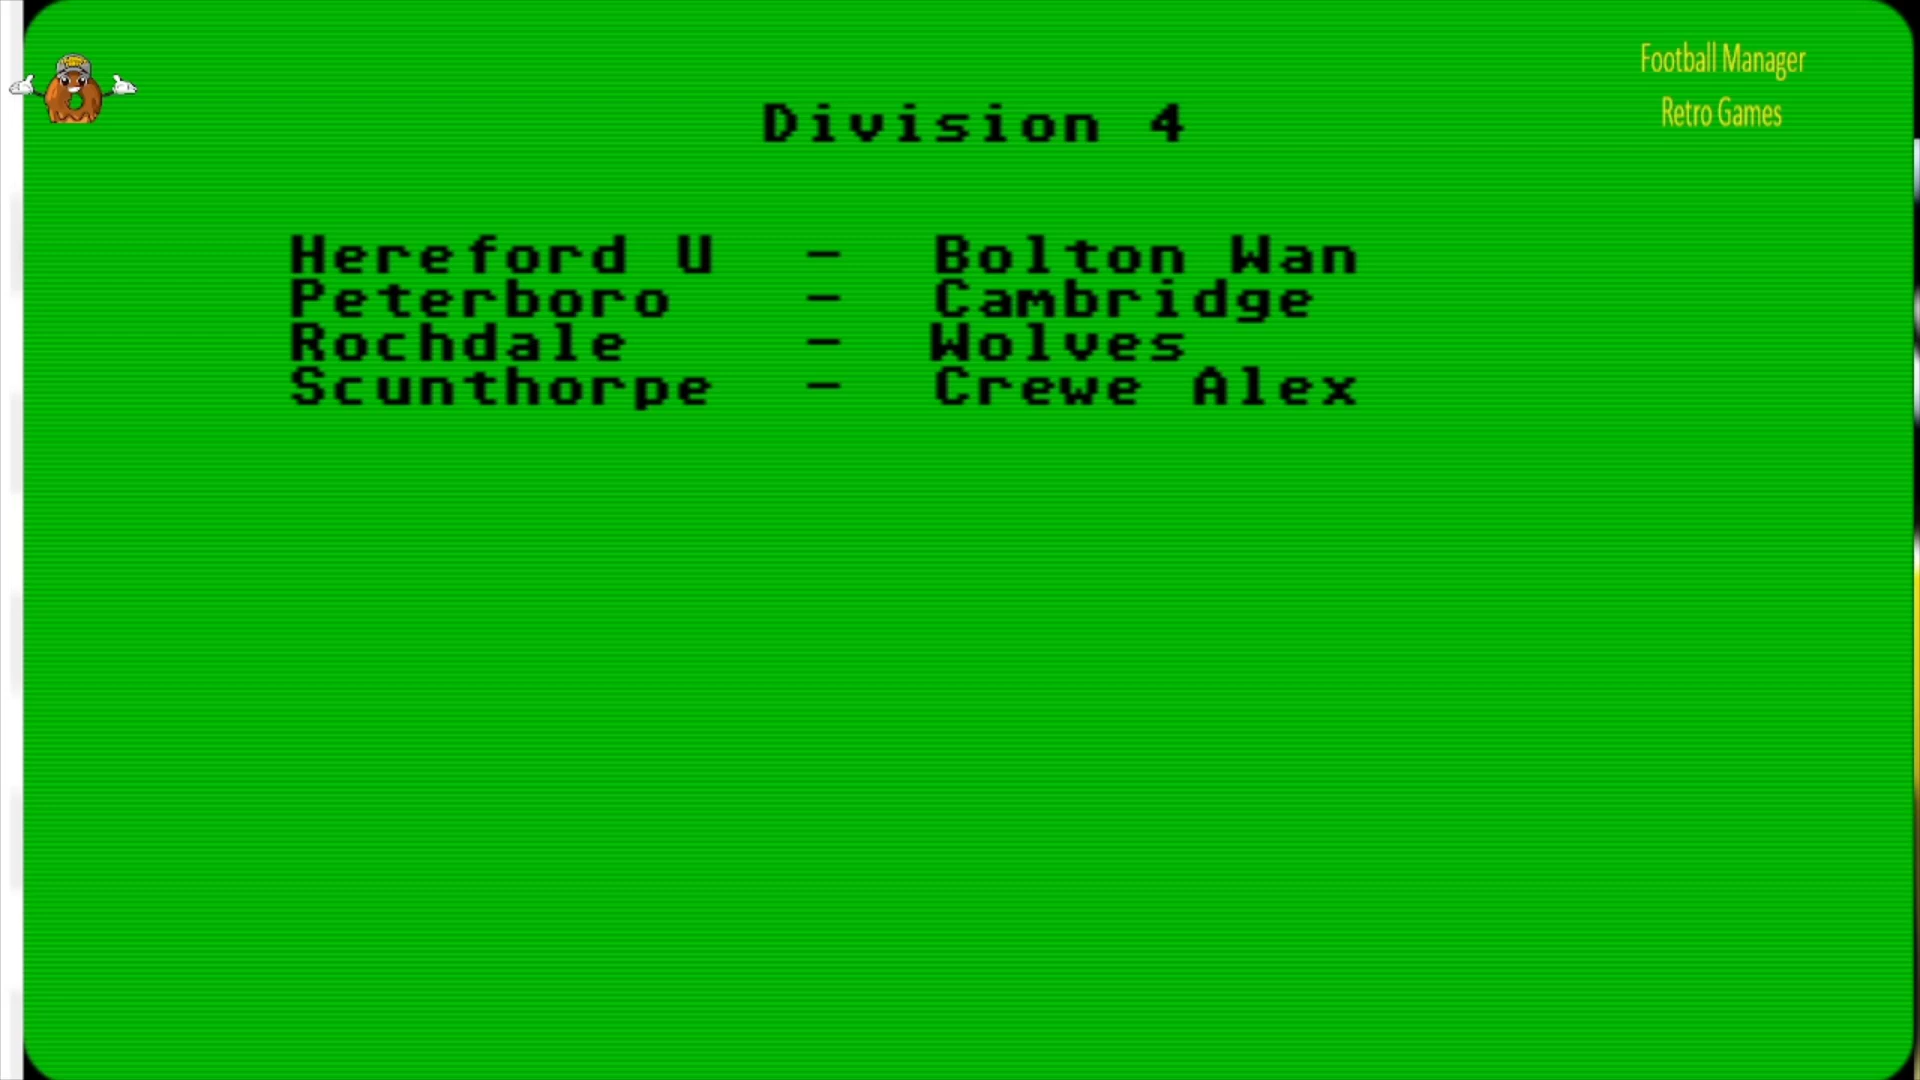 Football Manager
Retro Games
Division 4
Hereford U - Bolton Wan
Peterboro - Cambridge
Rochdale - Wolves
Scunthorpe - Crewe Alex